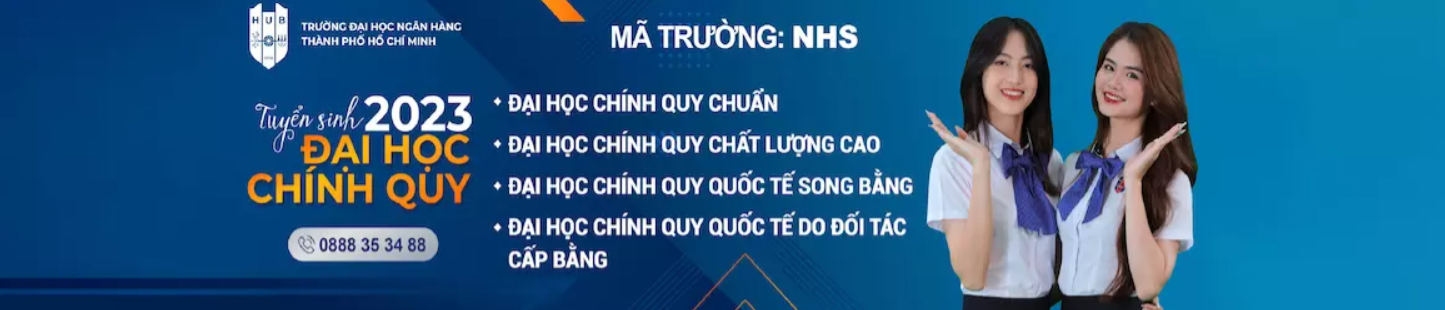 HUB
TRƯỜNG ĐẠI HỌC NGÂN HÀNG
THÀNH PHỐ HỒ CHÍ MINH
Tuyển sinh 2023
ĐẠI HỌC
CHÍNH QUY
0888 35 34 88
MÃ TRƯỜNG: NHS
ĐẠI HỌC CHÍNH QUY CHUẨN
ĐẠI HỌC CHÍNH QUY CHẤT LƯỢNG CAO
ĐẠI HỌC CHÍNH QUY QUỐC TẾ SONG BẰNG
ĐẠI HỌC CHÍNH QUY QUỐC TẾ DO ĐỐI TÁC
CẤP BẰNG